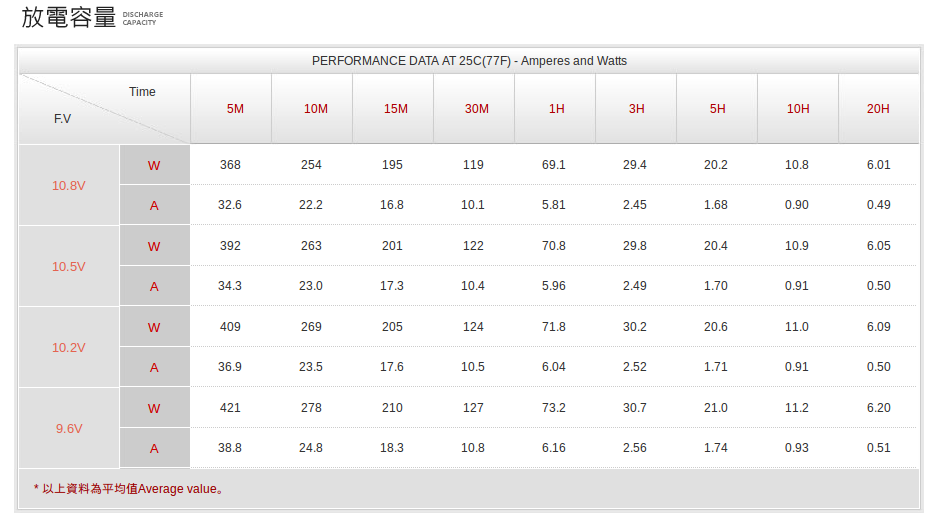 放電容量 DISCHARGE CAPACITY
PERFORMANCE DATA AT 25C(77F) - Amperes and Watts
Time
F.V
5M 10M 15M 30M 1H 3H 5H 10H 20H
10.8V
W 368 254 195 119 69.1 29.4 20.2 10.8 6.01
A 32.6 22.2 16.8 10.1 5.81 2.45 1.68 0.90 0.49
10.5V
W 392 263 201 122 70.8 29.8 20.4 10.9 6.05
A 34.3 23.0 17.3 10.4 5.96 2.49 1.70 0.91 0.50
10.2V
W 409 269 205 124 71.8 30.2 20.6 11.0 6.09
A 36.9 23.5 17.6 10.5 6.04 2.52 1.71 0.91 0.50
9.6V
W 421 278 210 127 73.2 30.7 21.0 11.2 6.20
A 38.8 24.8 18.3 10.8 6.16 2.56 1.74 0.93 0.51
* 以上資料為平均值Average value。